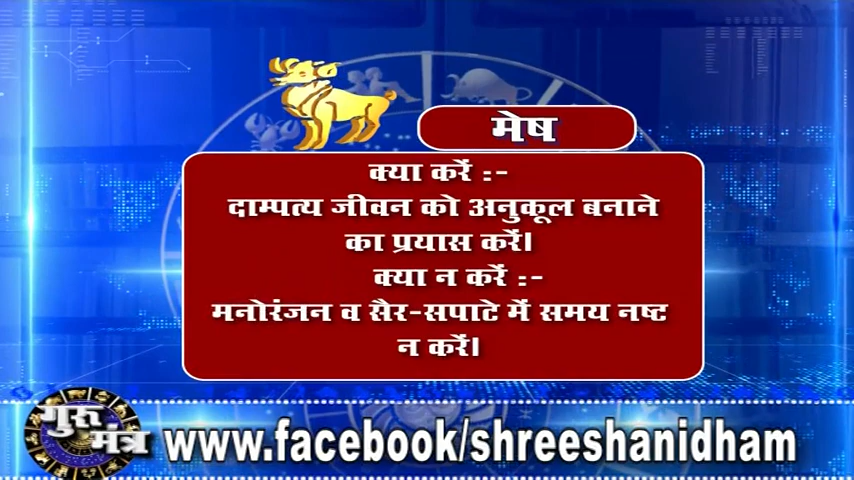 मेष
क्या करें :-
दाम्पत्य जीवन को अनुकूल बनाने
का प्रयास करें।
क्या न करें :-
मनोरंजन व सैर-सपाटे में समय नष्ट
न करें।
गुरु
मंत्र
www.facebook/shreeshanidham